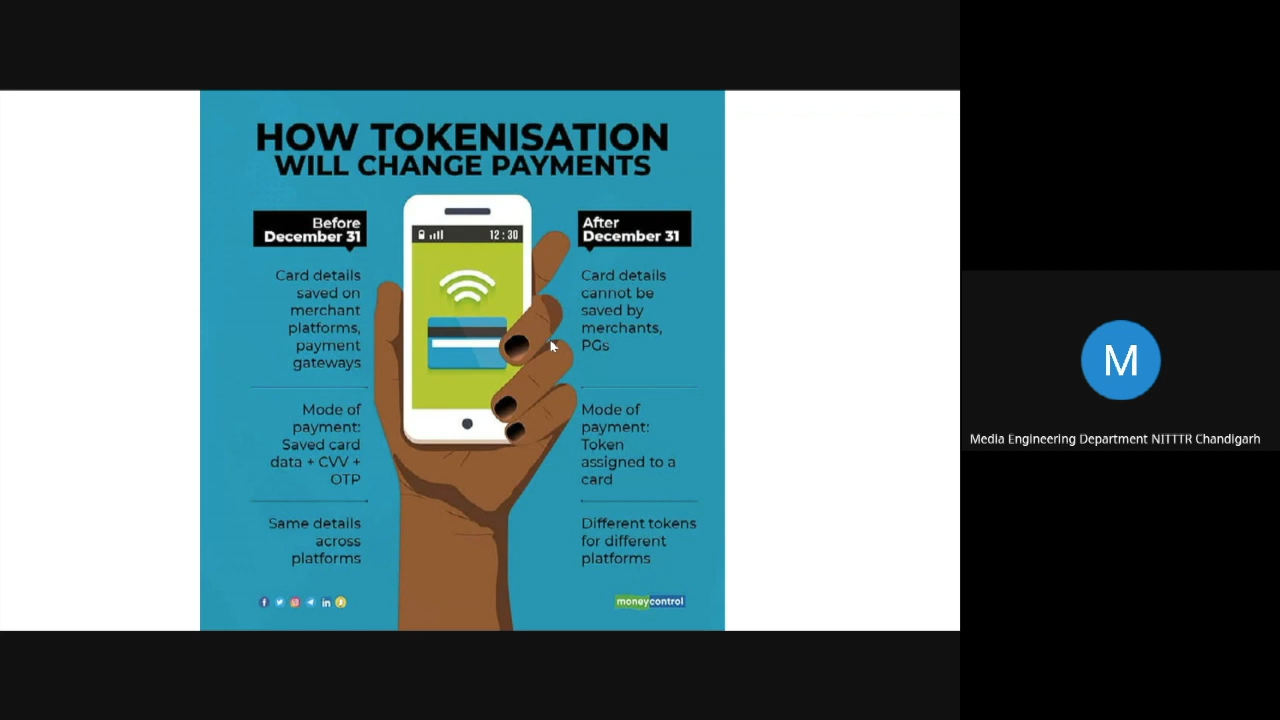 HOW TOKENISATION
WILL CHANGE PAYMENTS
Before
December 31
Card details
saved on
merchant
platforms,
payment
gateways
Mode of
payment:
Saved card
data + CVV +
OTP
Same details
across
platforms
12:30
After
December 31
Card details
cannot be
saved by
merchants,
PGs
Mode of
payment:
Token
assigned to a
card
Different tokens
for different
platforms
moneycontrol
M
Media Engineering Department NITTTR Chandigarh